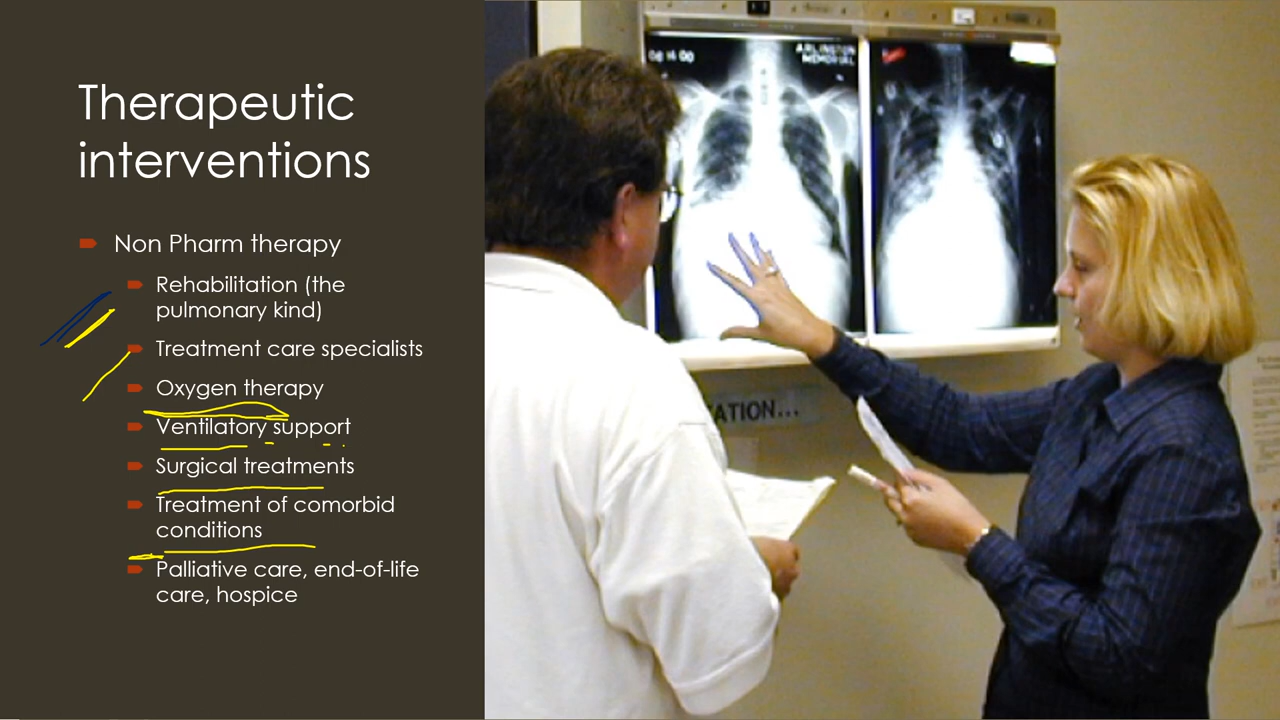 Therapeutic
interventions
Non Pharm therapy
Rehabilitation (the
pulmonary kind)
Treatment care specialists
Oxygen therapy
Ventilatory support
Surgical treatments
Treatment of comorbid
conditions
Palliative care, end-of-life
care, hospice
ARLINGTON
MEMORIAL
ATION...